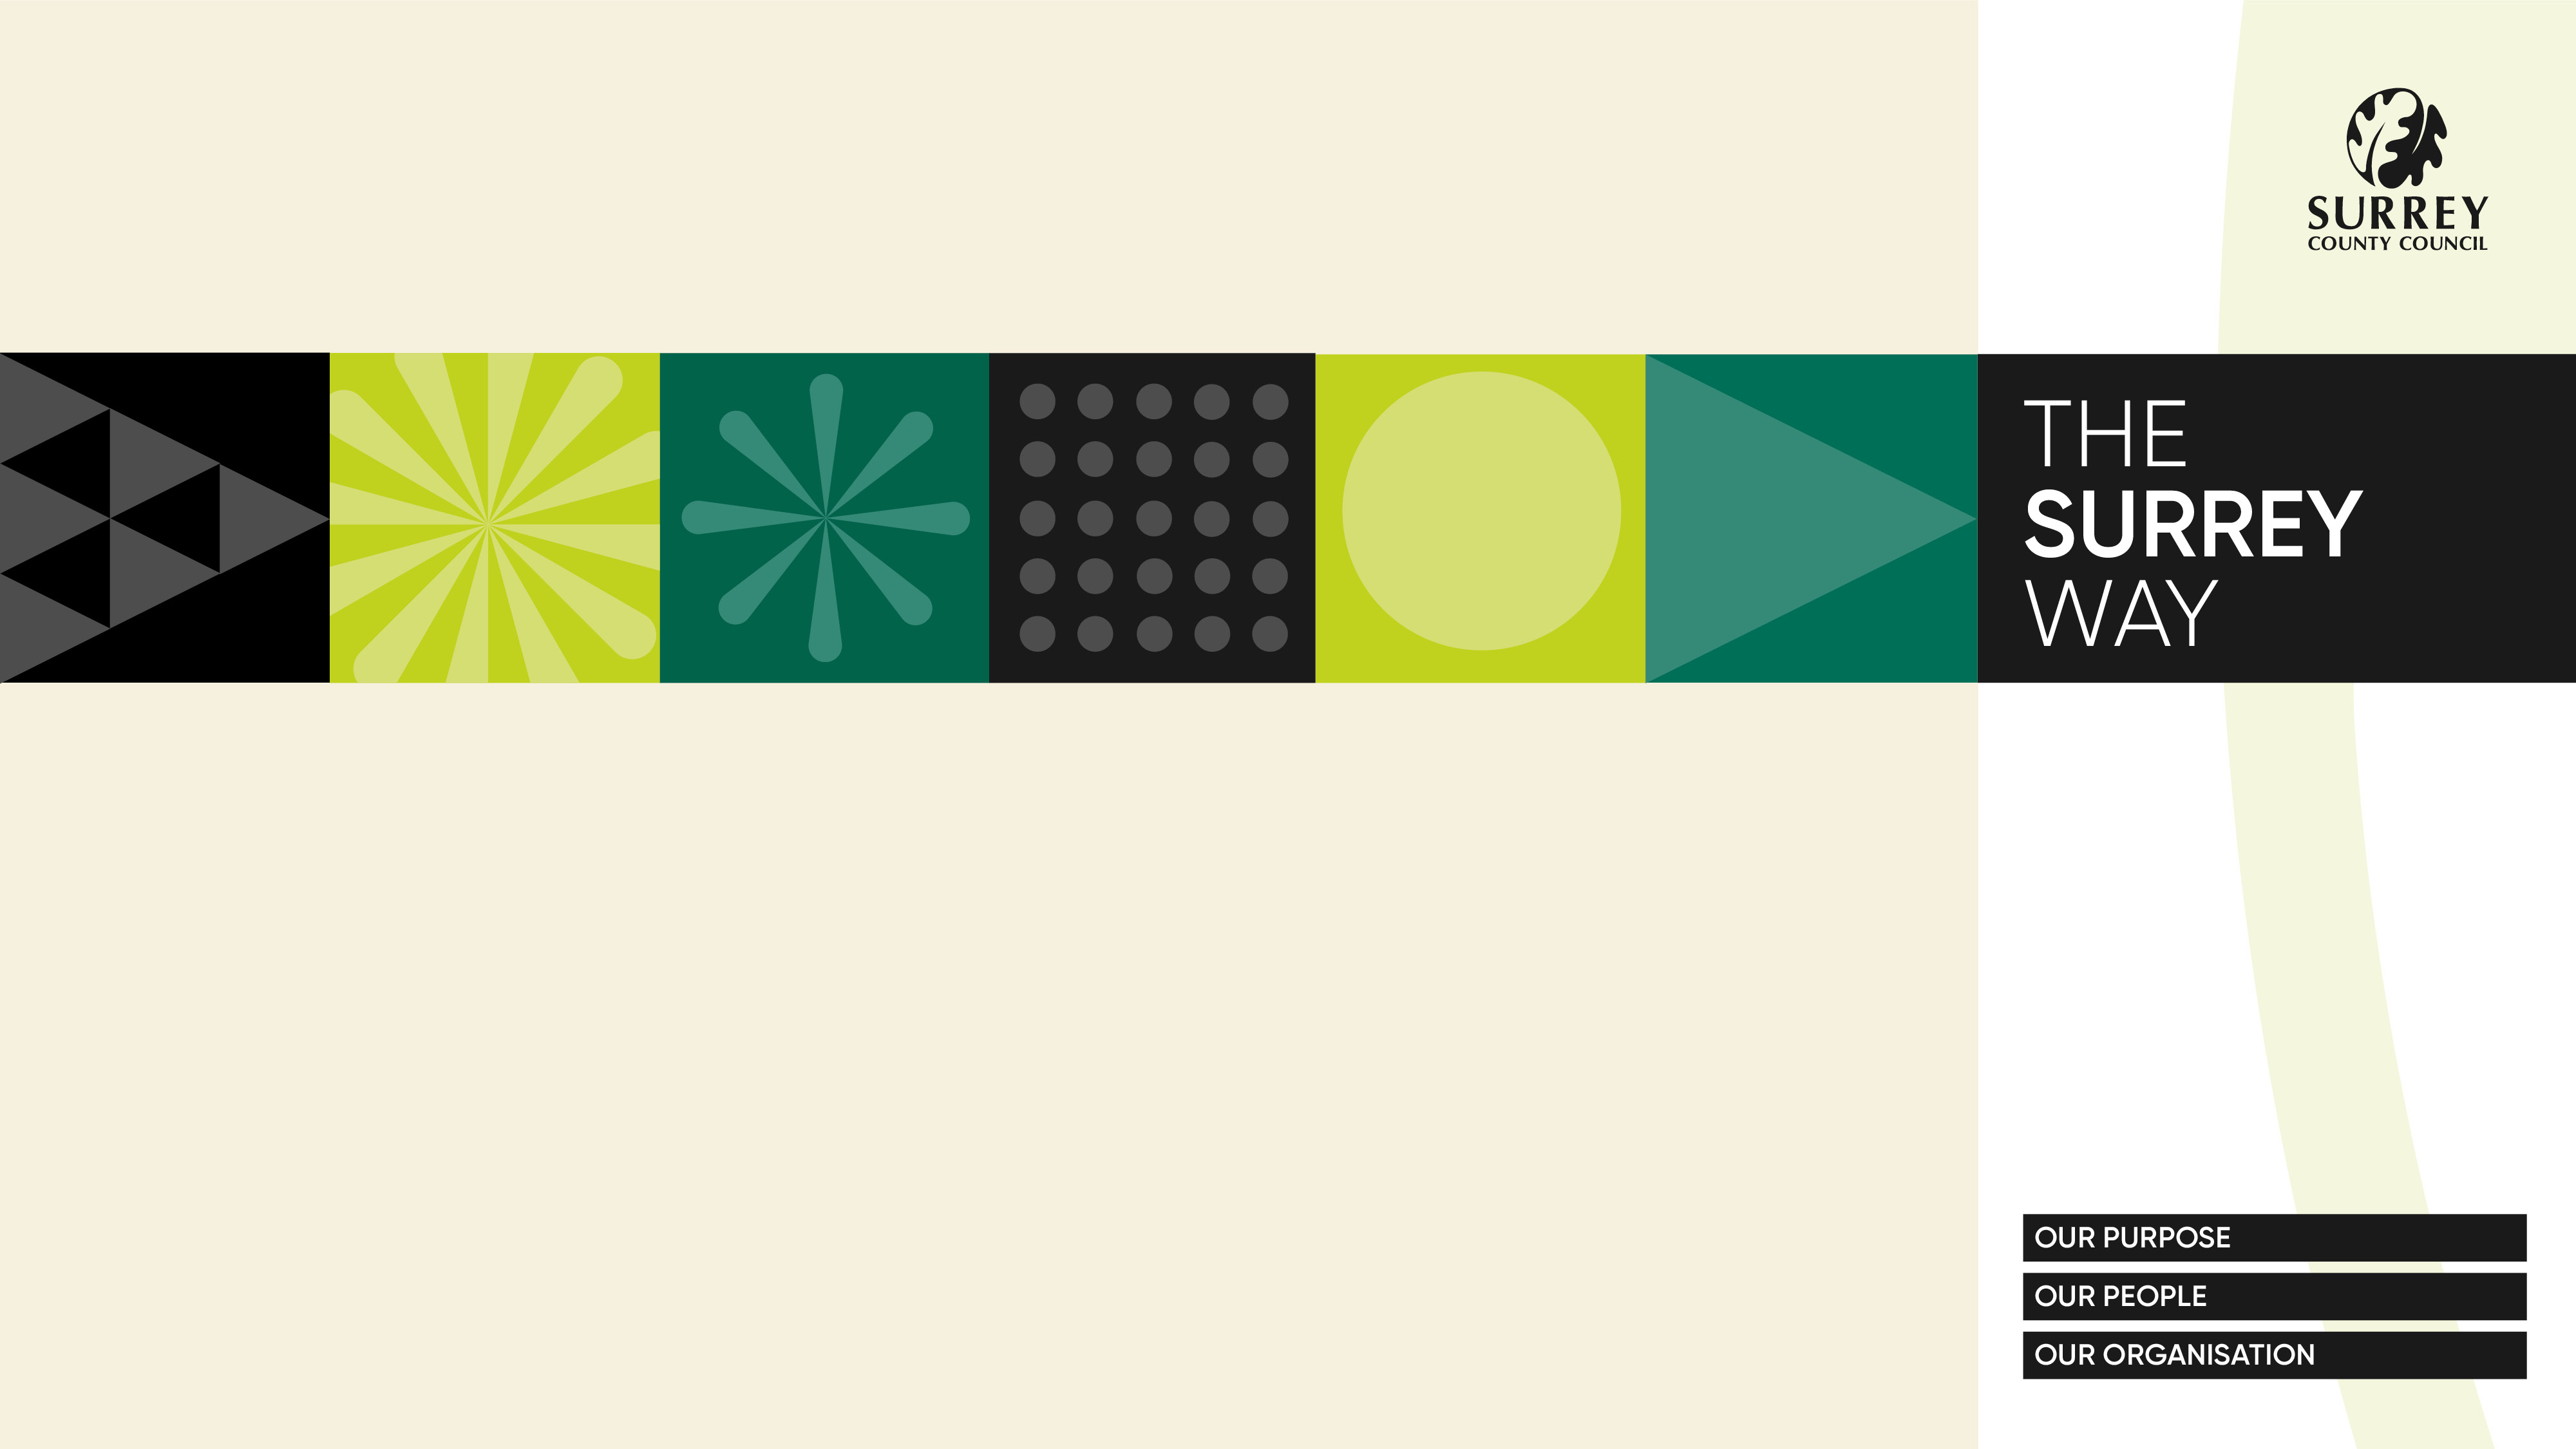 SURREY
COUNTY COUNCIL
THE
SURREY
WAY
OUR PURPOSE
OUR PEOPLE
OUR ORGANISATION